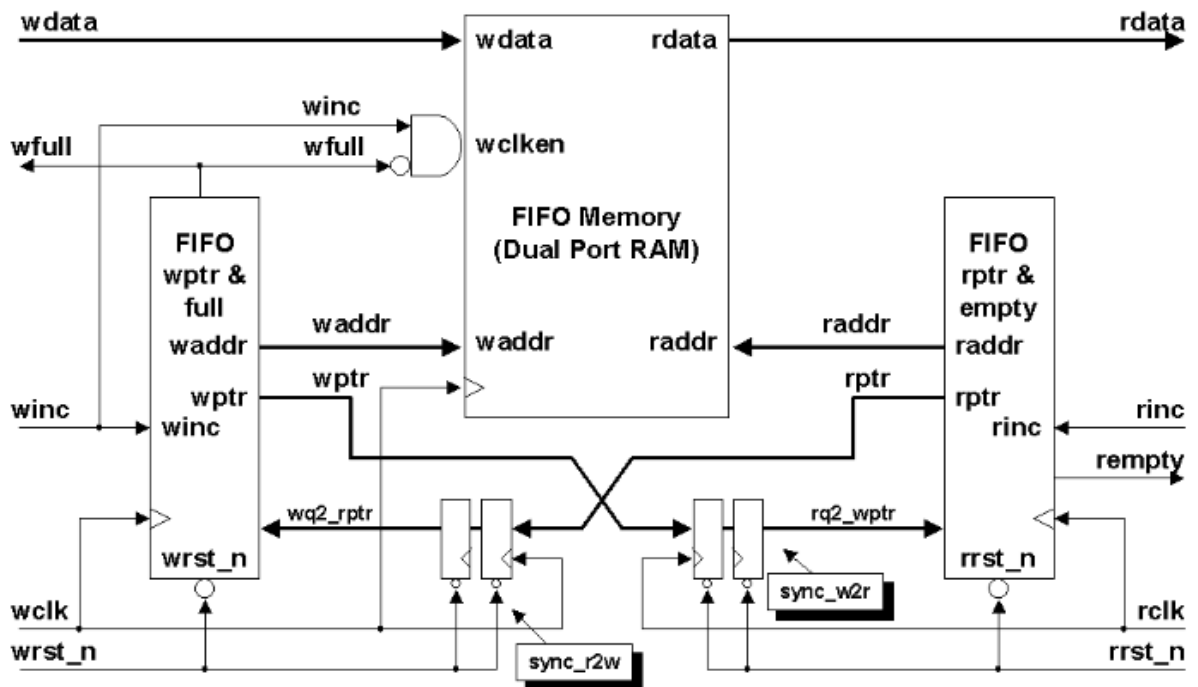 wdata
wdata
rdata
rdata
winc
wfull
wfull
wclken
FIFO Memory
(Dual Port RAM)
FIFO
wptr &
full
FIFO
rptr &
empty
waddr
waddr
waddr
raddr
raddr
raddr
wptr
wptr
rptr
rptr
winc
winc
rinc
rinc
rempty
wq2_rptr
rq2_wptr
wrst_n
rrst_n
sync_w2r
wclk
rclk
wrst_n
sync_r2w
rrst_n